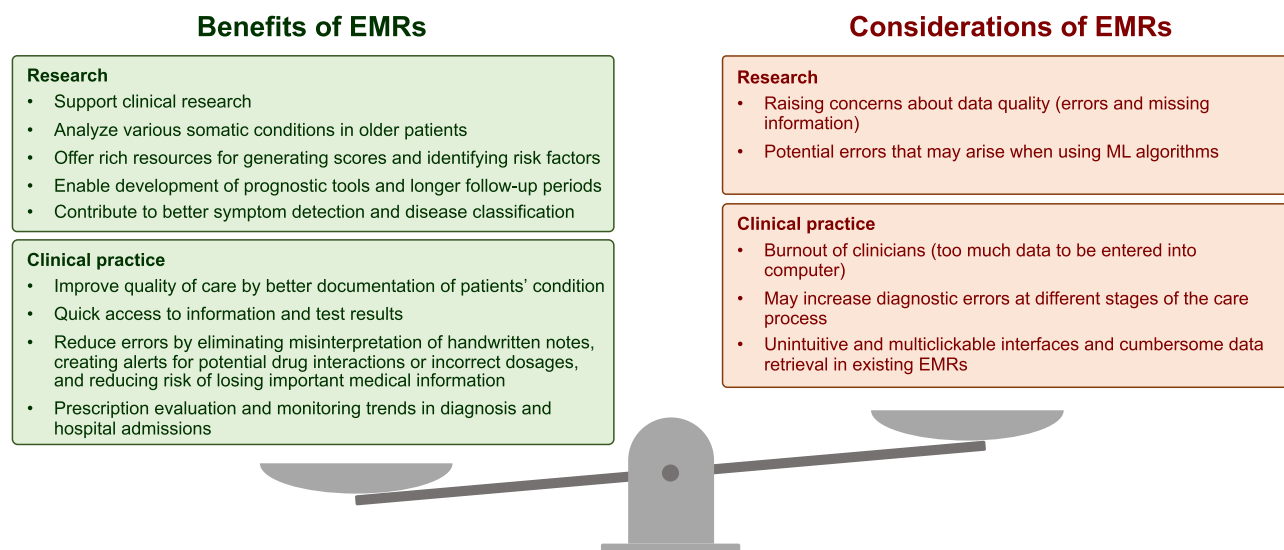 Benefits of EMRs
Research
• Support clinical research
• Analyze various somatic conditions in older patients
• Offer rich resources for generating scores and identifying risk factors
• Enable development of prognostic tools and longer follow-up periods
• Contribute to better symptom detection and disease classification
Clinical practice
• Improve quality of care by better documentation of patients’ condition
• Quick access to information and test results
• Reduce errors by eliminating misinterpretation of handwritten notes,
creating alerts for potential drug interactions or incorrect dosages,
and reducing risk of losing important medical information
• Prescription evaluation and monitoring trends in diagnosis and
hospital admissions
Considerations of EMRs
Research
• Raising concerns about data quality (errors and missing
information)
• Potential errors that may arise when using ML algorithms
Clinical practice
• Burnout of clinicians (too much data to be entered into
computer)
• May increase diagnostic errors at different stages of the care
process
• Unintuitive and multiclickable interfaces and cumbersome data
retrieval in existing EMRs